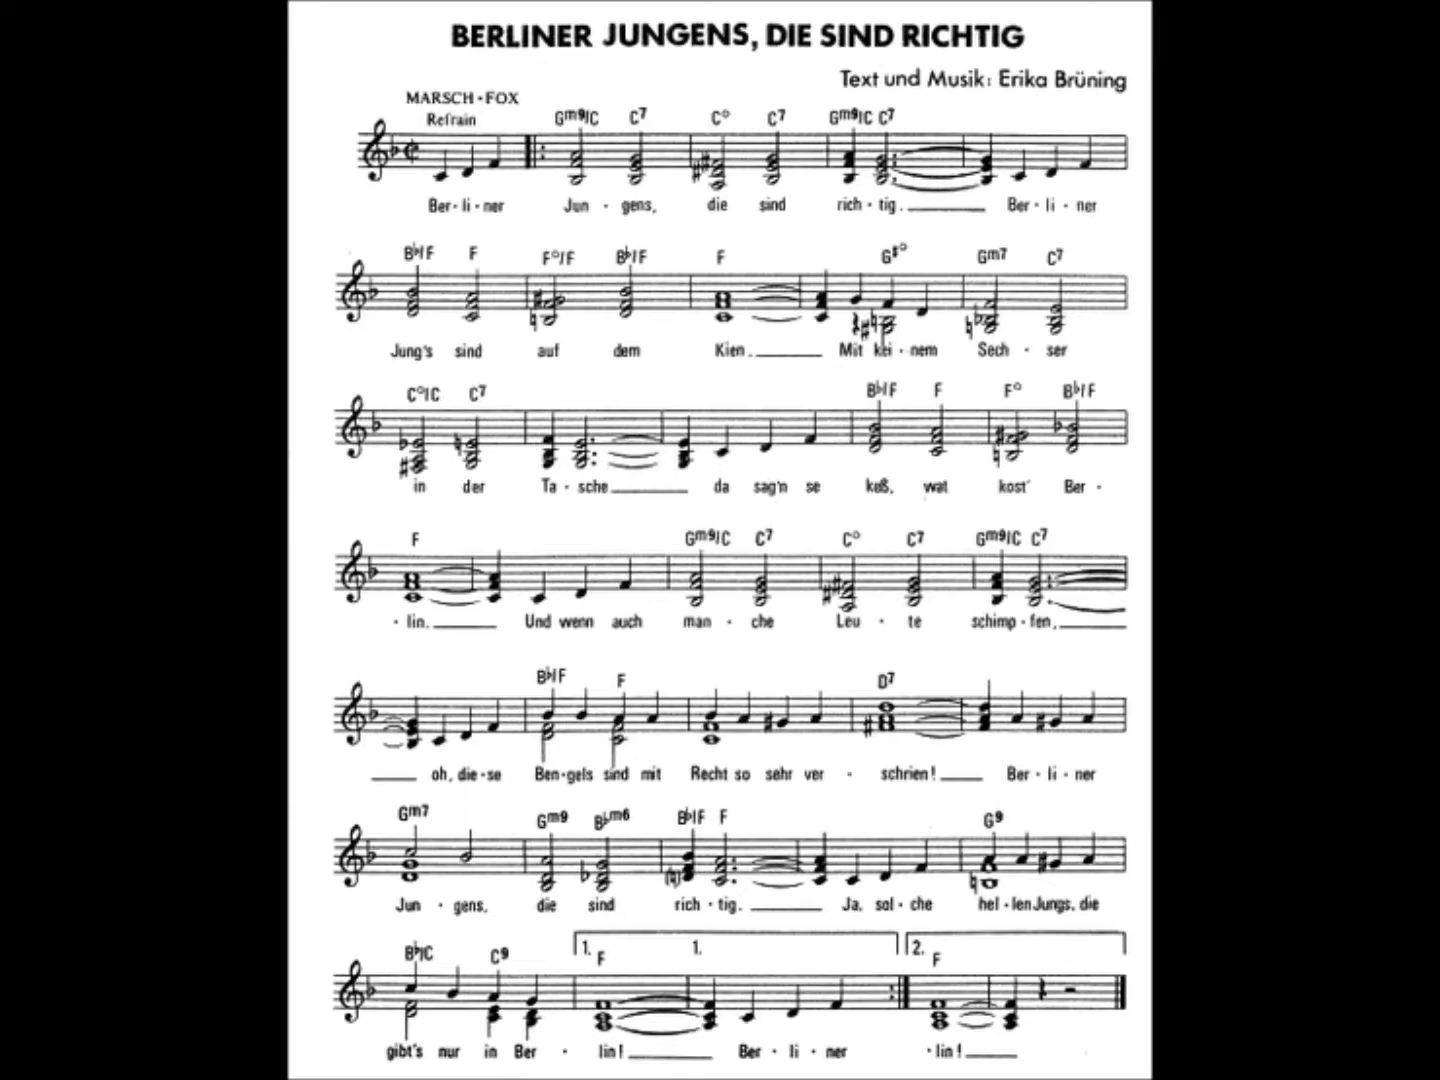 BERLINER JUNGENS, DIE SIND RICHTIG
Text und Musik: Erika Brüning
MARSCH-FOX
Refrain
Gm9/C C7 C° C7 Gm9/C C7
Ber-li-ner Jun-gens, die sind rich-tig. Ber-li-ner
B♭/F F F°/F B♭/F F G♯° Gm7 C7
Jung's sind auf dem Kien. Mit kei-nem Sech-ser
C°/C C7 B♭/F F F° B♭/F
in der Ta-sche da sag'n se keß, wat kost' Ber-
F Gm9/C C7 C° C7 Gm9/C C7
-lin. Und wenn auch man-che Leu-te schimp-fen,
B♭/F F D7
oh, die-se Ben-gels sind mit Recht so sehr ver-schrien! Ber-li-ner
Gm7 Gm9 B♭m6 B♭/F F G9
Jun-gens, die sind rich-tig. Ja, sol-che hel-len Jungs, die
B♭/C C9 1. F 1. 2. F
gibt's nur in Ber-lin! Ber-li-ner -lin!